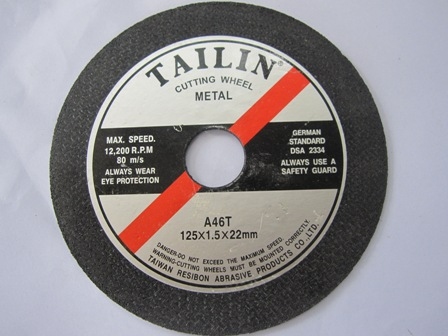 TAILIN®
CUTTING WHEEL
METAL
MAX. SPEED.
12,200 R.P.M
80 m/s
ALWAYS WEAR
EYE PROTECTION
GERMAN
STANDARD
DSA 2334
ALWAYS USE A
SAFETY GUARD
A46T
125X1.5X22mm
DANGER-DO NOT EXCEED THE MAXIMUM SPEED.
WARNING-CUTTING WHEELS MUST BE MOUNTED CORRECTLY.
TAIWAN RESIBON ABRASIVE PRODUCTS CO.,LTD.